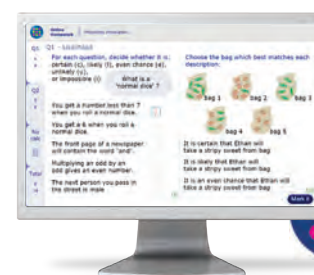 Online
Homework
Q1 - Likelihood
For each question, decide whether it is:
certain (c), likely (l), even chance (e),
unlikely (u),
or impossible (i)
What is a
'normal dice' ?
You get a number less than 7
when you roll a normal dice.
You get a 6 when you roll a
normal dice.
The front page of a newspaper
will contain the word "and".
Multiplying an odd by an
odd gives an even number.
The next person you pass in
the street is male
Choose the bag which best matches each
description:
bag 1
bag 2
bag 3
bag 4
bag 5
It is certain that Ethan will
take a stripy sweet from bag
It is likely that Ethan will
take a stripy sweet from bag
It is an even chance that Ethan will
take a stripy sweet from bag
Q1
Total
Mark it